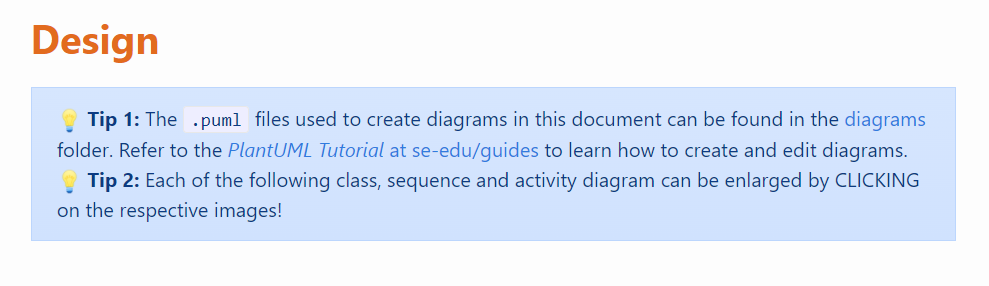 Design
💡 Tip 1: The .puml files used to create diagrams in this document can be found in the diagrams
folder. Refer to the PlantUML Tutorial at se-edu/guides to learn how to create and edit diagrams.
💡 Tip 2: Each of the following class, sequence and activity diagram can be enlarged by CLICKING
on the respective images!